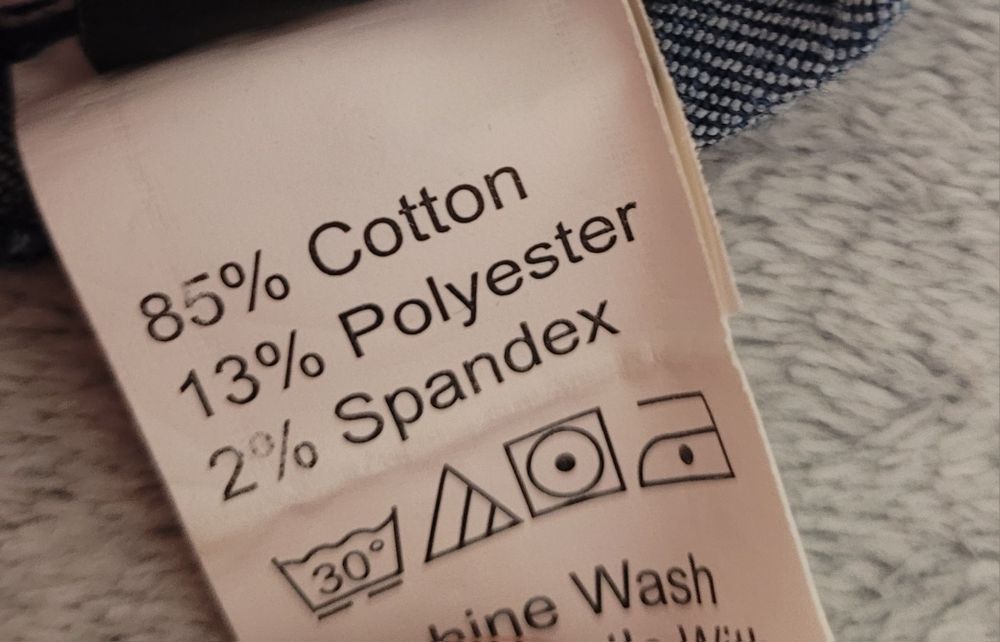 85% Cotton
13% Polyester
2% Spandex
30°
Wash